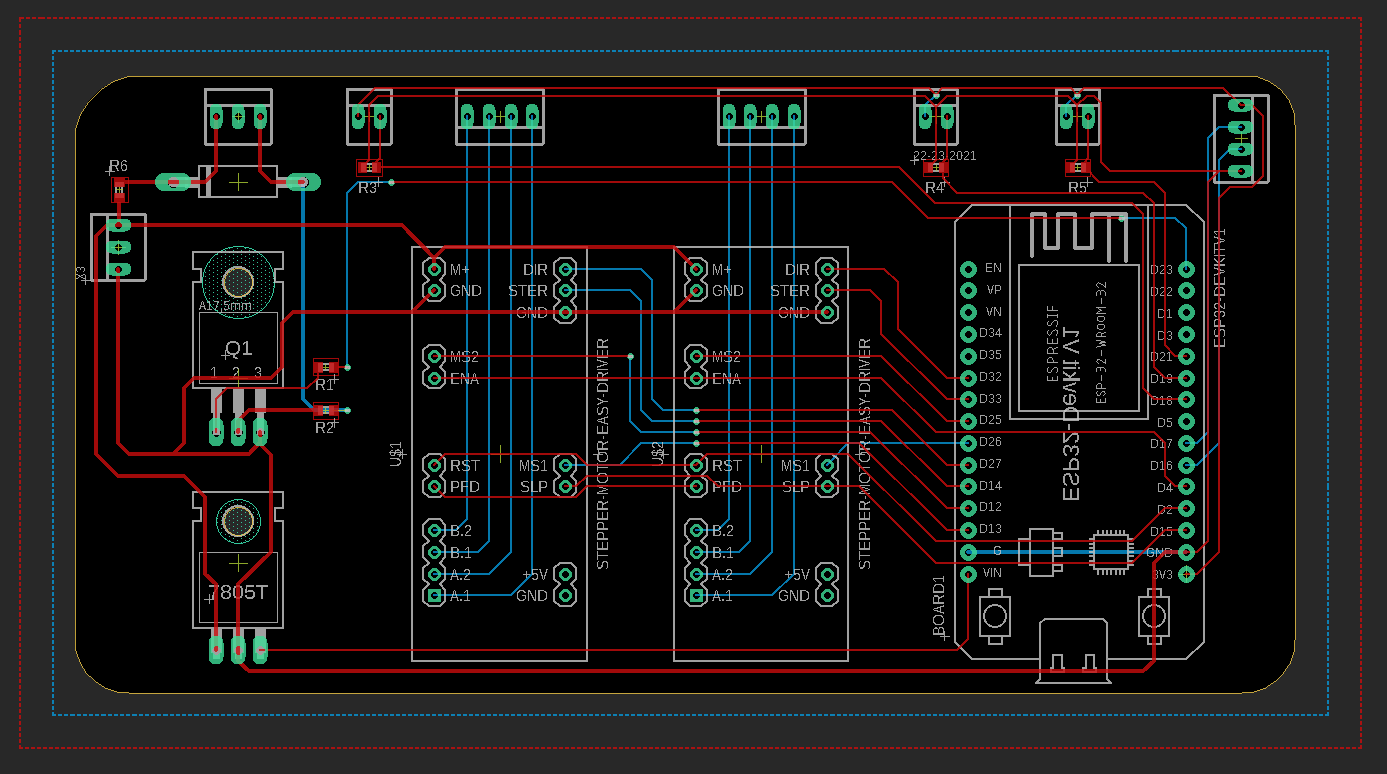 R6
R3
22-23 2021
R4
R5
X3
A17,5mm
Q1
1 2 3
R1
R2
7805T
U$1
M+
GND
DIR
STER
GND
MS2
ENA
RST
PFD
MS1
SLP
B.2
B.1
A.2
A.1
+5V
GND
STEPPER-MOTOR-EASY-DRIVER
U$2
M+
GND
DIR
STER
GND
MS2
ENA
RST
PFD
MS1
SLP
B.2
B.1
A.2
A.1
+5V
GND
STEPPER-MOTOR-EASY-DRIVER
EN
VP
VN
D34
D35
D32
D33
D25
D26
D27
D14
D12
D13
G
VIN
D23
D22
D1
D3
D21
D19
D18
D5
D17
D16
D4
D2
D15
GND
3V3
ESPRESSIF
ESP-32-WROOM-32
ESP32-Devkit V1
ESP32-DEVKITV1
BOARD1